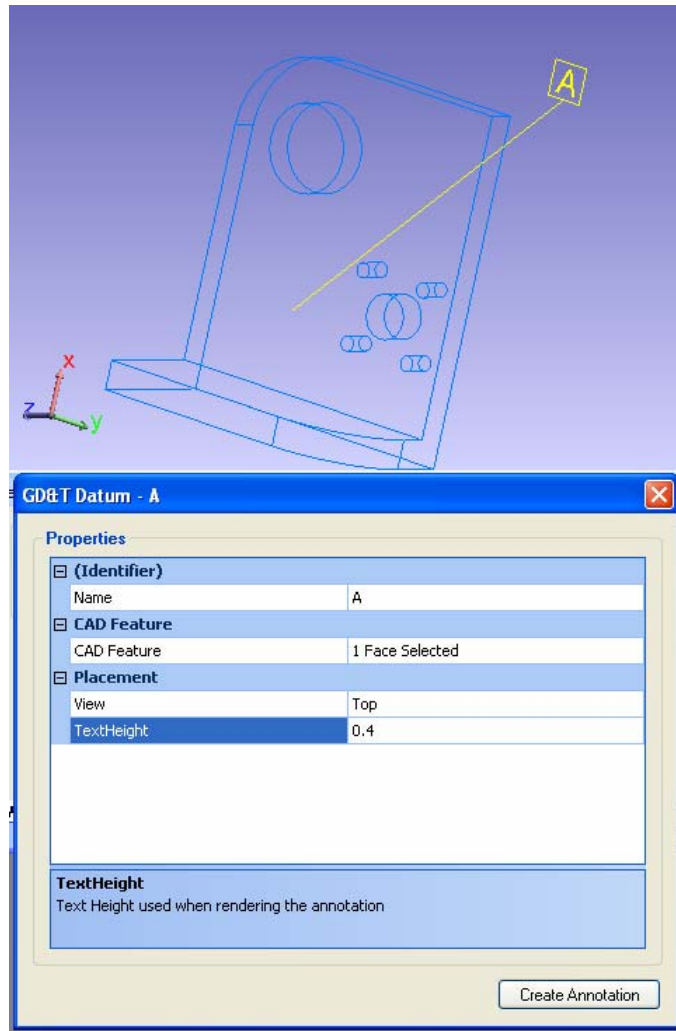 A
x
z
y
GD&T Datum - A
Properties
(Identifier)
Name A
CAD Feature
CAD Feature 1 Face Selected
Placement
View Top
TextHeight 0.4
TextHeight
Text Height used when rendering the annotation
Create Annotation